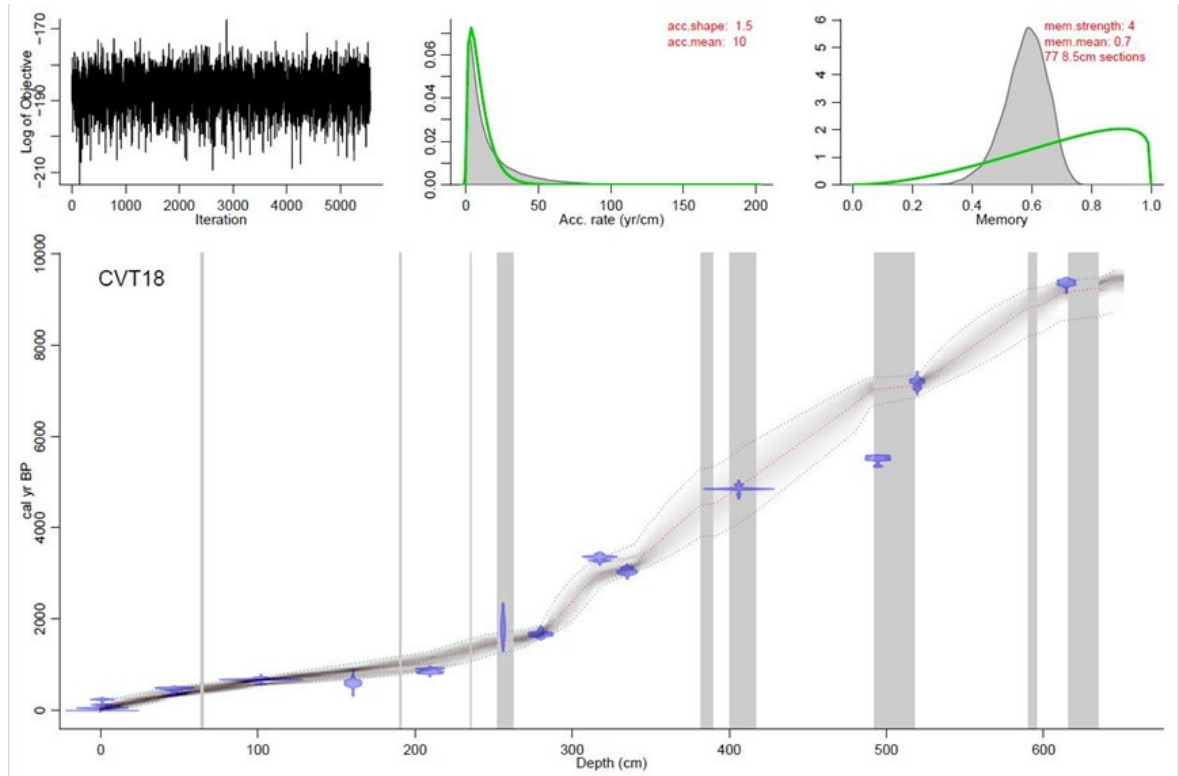 -170
-190
-210
Log of Objective
0 1000 2000 3000 4000 5000
Iteration
0.06
0.04
0.02
0.00
acc.shape: 1.5
acc.mean: 10
0 50 100 150 200
Acc. rate (yr/cm)
6
5
4
3
2
1
0
mem.strength: 4
mem.mean: 0.7
77 8.5cm sections
0.0 0.2 0.4 0.6 0.8 1.0
Memory
CVT18
10000
8000
6000
4000
2000
0
cal yr BP
0 100 200 300 400 500 600
Depth (cm)